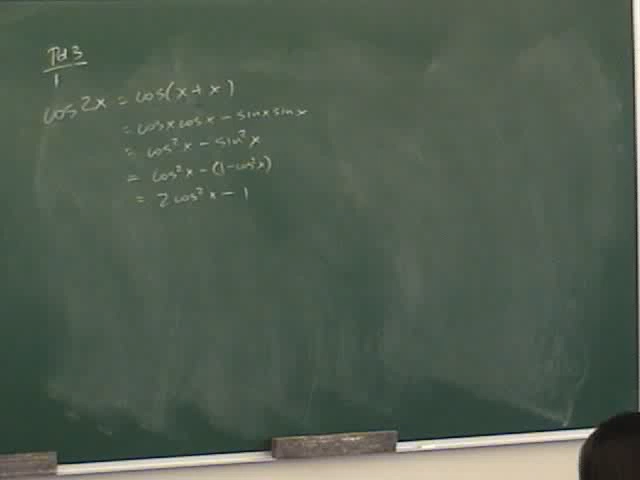 Pd 3
1
cos 2x = cos(x + x)
= cos x cos x - sin x sin x
= cos² x - sin² x
= cos² x - (1 - cos² x)
= 2 cos² x - 1